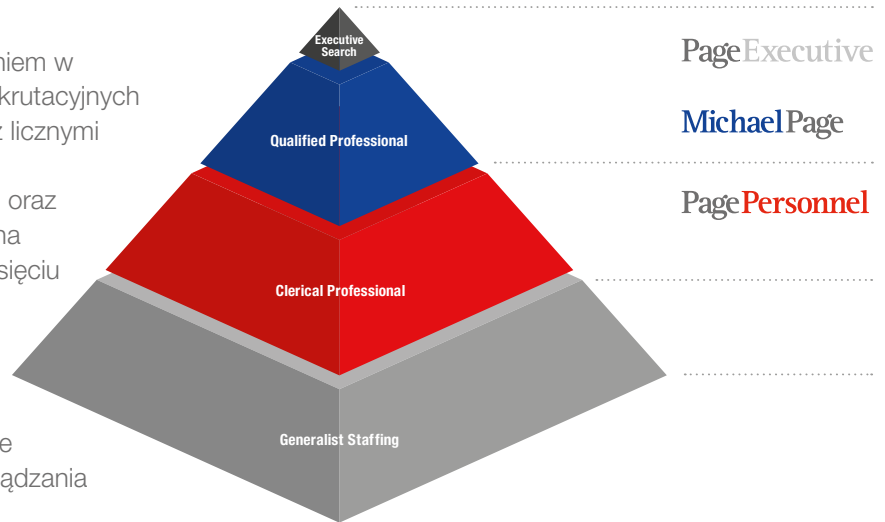 niem w
krutacyjnych
z licznymi
oraz
na
sięciu
e
ądzania
Executive
Search
Qualified Professional
Clerical Professional
Generalist Staffing
PageExecutive
MichaelPage
PagePersonnel